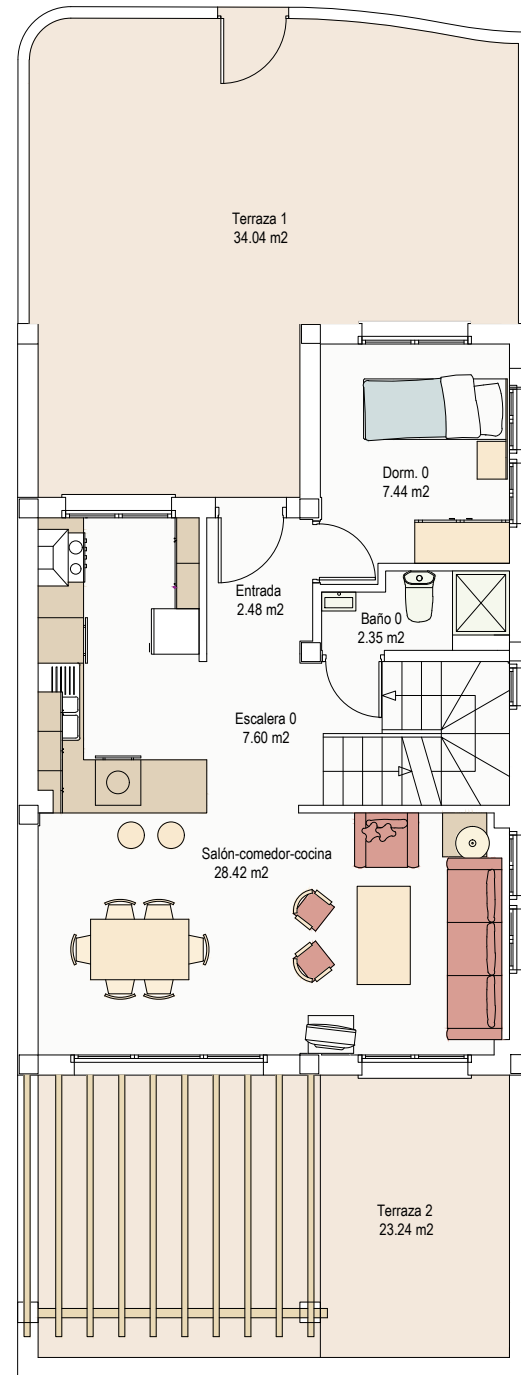 Terraza 1
34.04 m2
Dorm. 0
7.44 m2
Entrada
2.48 m2
Baño 0
2.35 m2
Escalera 0
7.60 m2
Salón-comedor-cocina
28.42 m2
Terraza 2
23.24 m2